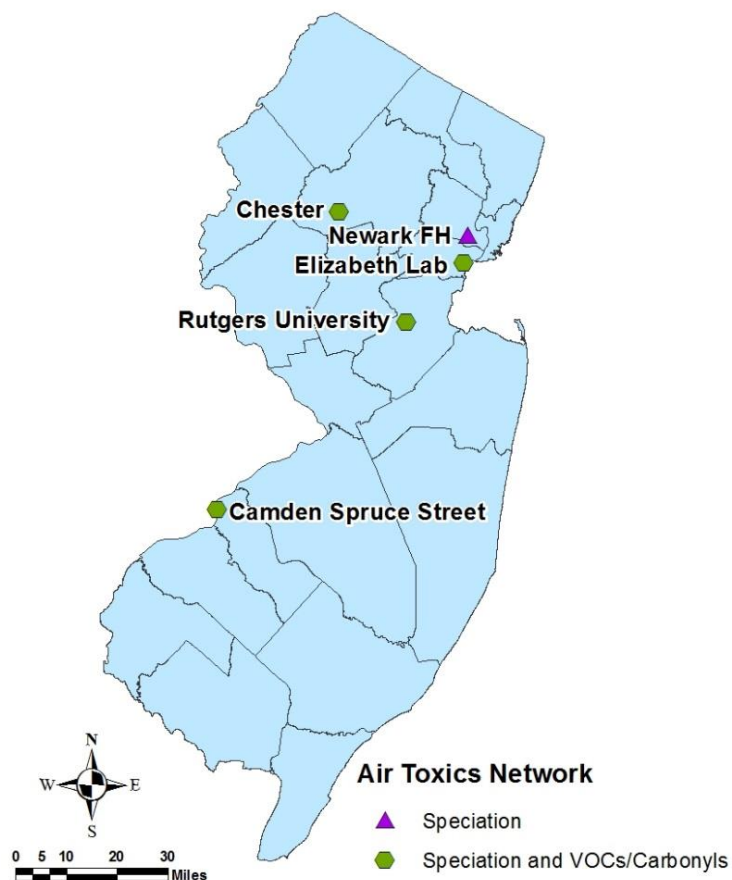 Chester
Newark FH
Elizabeth Lab
Rutgers University
Camden Spruce Street
N
W E
S
Air Toxics Network
Speciation
Speciation and VOCs/Carbonyls
0 5 10 20 30
Miles